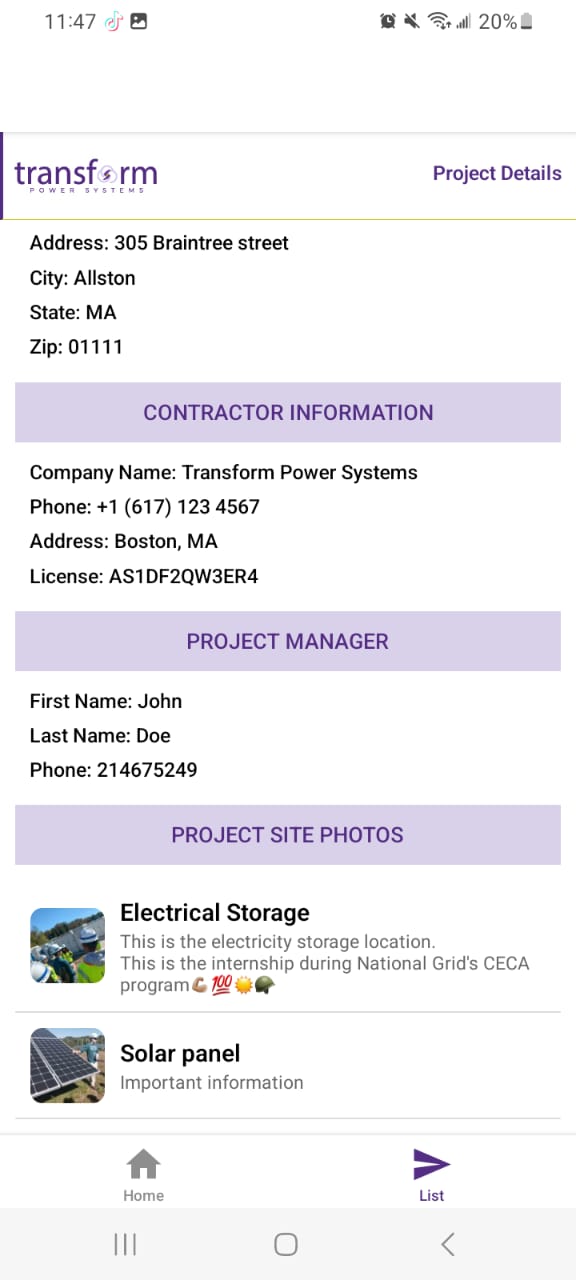 11:47
20%
transform
POWER SYSTEMS
Project Details
Address: 305 Braintree street
City: Allston
State: MA
Zip: 01111
CONTRACTOR INFORMATION
Company Name: Transform Power Systems
Phone: +1 (617) 123 4567
Address: Boston, MA
License: AS1DF2QW3ER4
PROJECT MANAGER
First Name: John
Last Name: Doe
Phone: 214675249
PROJECT SITE PHOTOS
Electrical Storage
This is the electricity storage location.
This is the internship during National Grid's CECA
program💪🏽💯☀️🪖
Solar panel
Important information
Home
List